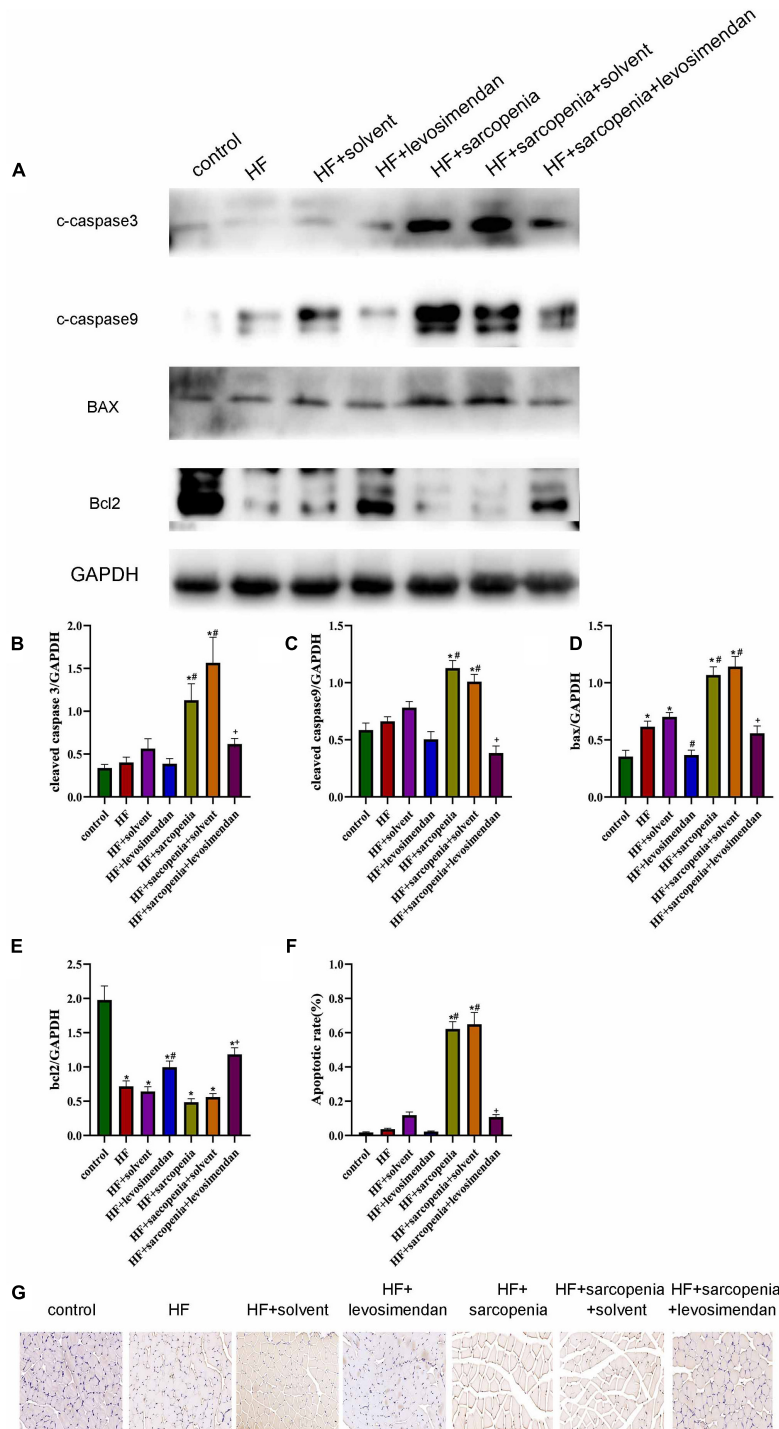 control
HF
HF+solvent
HF+levosimendan
HF+sarcopenia
HF+sarcopenia+solvent
HF+sarcopenia+levosimendan
A
c-caspase3
c-caspase9
BAX
Bcl2
GAPDH
B
cleaved caspase 3/GAPDH
2.0
1.5
1.0
0.5
0.0
*#
*#
+
control
HF
HF+solvent
HF+levosimendan
HF+sarcopenia
HF+saecopenia+solvent
HF+sarcopenia+levosimendan
C
cleaved caspase9/GAPDH
1.5
1.0
0.5
0.0
*#
*#
+
control
HF
HF+solvent
HF+levosimendan
HF+sarcopenia
HF+sarcopenia+solvent
HF+sarcopenia+levosimendan
D
bax/GAPDH
1.5
1.0
0.5
0.0
*
*
#
*#
*#
+
control
HF
HF+solvent
HF+levosimendan
HF+sarcopenia
HF+sarcopenia+solvent
HF+sarcopenia+levosimendan
E
bcl2/GAPDH
2.5
2.0
1.5
1.0
0.5
0.0
*
*
*#
*
*
*+
control
HF
HF+solvent
HF+levosimendan
HF+sarcopenia
HF+saecopenia+solvent
HF+sarcopenia+levosimendan
F
Apoptotic rate(%)
1.0
0.8
0.6
0.4
0.2
0.0
*#
*#
+
control
HF
HF+solvent
HF+levosimendan
HF+sarcopenia
HF+sarcopenia+solvent
HF+sarcopenia+levosimendan
G
control
HF
HF+solvent
HF+
levosimendan
HF+
sarcopenia
HF+sarcopenia
+solvent
HF+sarcopenia
+levosimendan